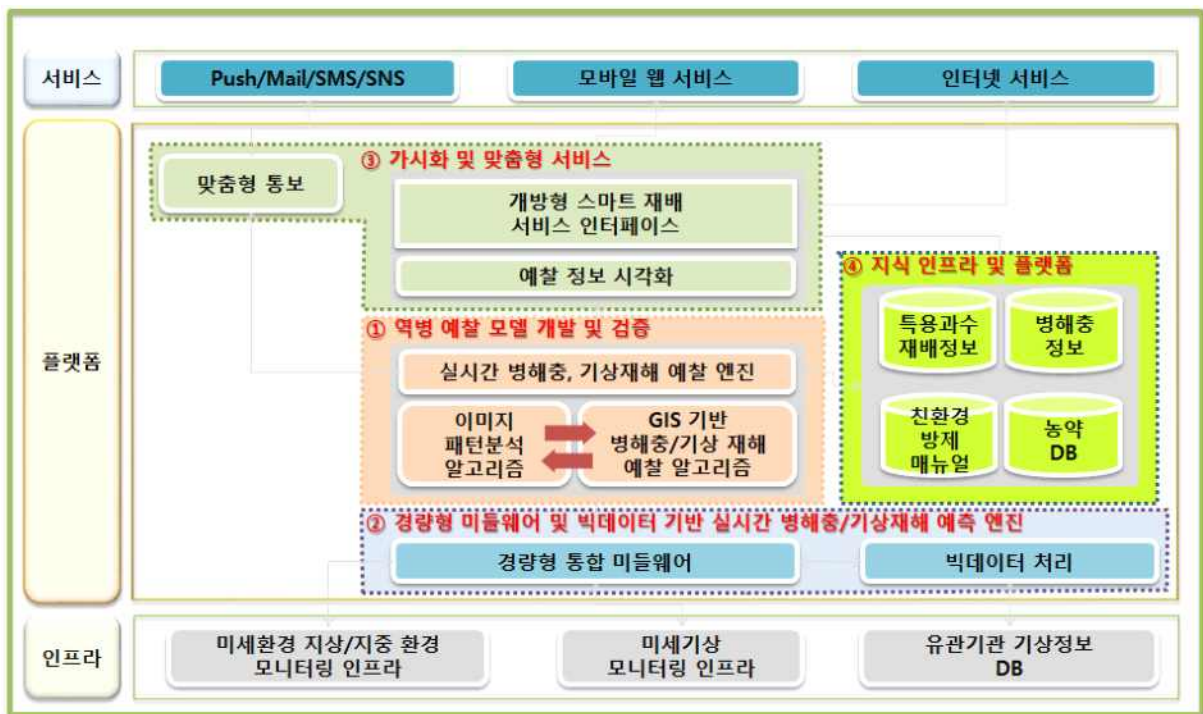 서비스
Push/Mail/SMS/SNS
모바일 웹 서비스
인터넷 서비스
플랫폼
③ 가시화 및 맞춤형 서비스
맞춤형 통보
개방형 스마트 재배
서비스 인터페이스
예찰 정보 시각화
④ 지식 인프라 및 플랫폼
특용과수
재배정보
병해충
정보
친환경
방제
매뉴얼
농약
DB
① 역병 예찰 모델 개발 및 검증
실시간 병해충, 기상재해 예찰 엔진
이미지
패턴분석
알고리즘
GIS 기반
병해충/기상 재해
예찰 알고리즘
② 경량형 미들웨어 및 빅데이터 기반 실시간 병해충/기상재해 예측 엔진
경량형 통합 미들웨어
빅데이터 처리
인프라
미세환경 지상/지중 환경
모니터링 인프라
미세기상
모니터링 인프라
유관기관 기상정보
DB